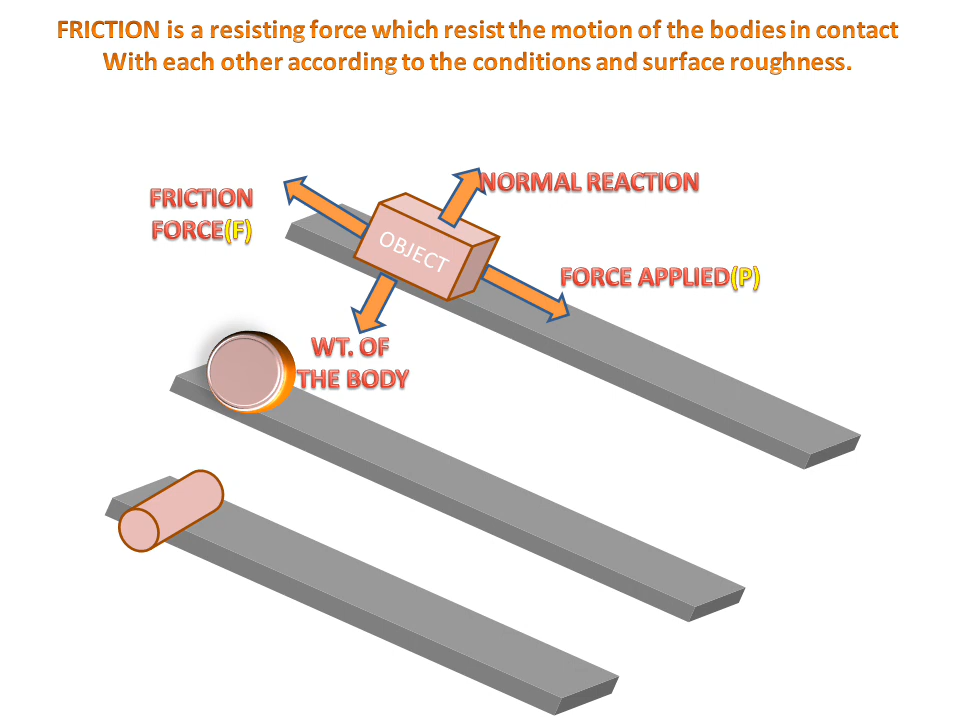 FRICTION is a resisting force which resist the motion of the bodies in contact
With each other according to the conditions and surface roughness.
FRICTION
FORCE(F)
NORMAL REACTION
OBJECT
FORCE APPLIED(P)
WT. OF
THE BODY